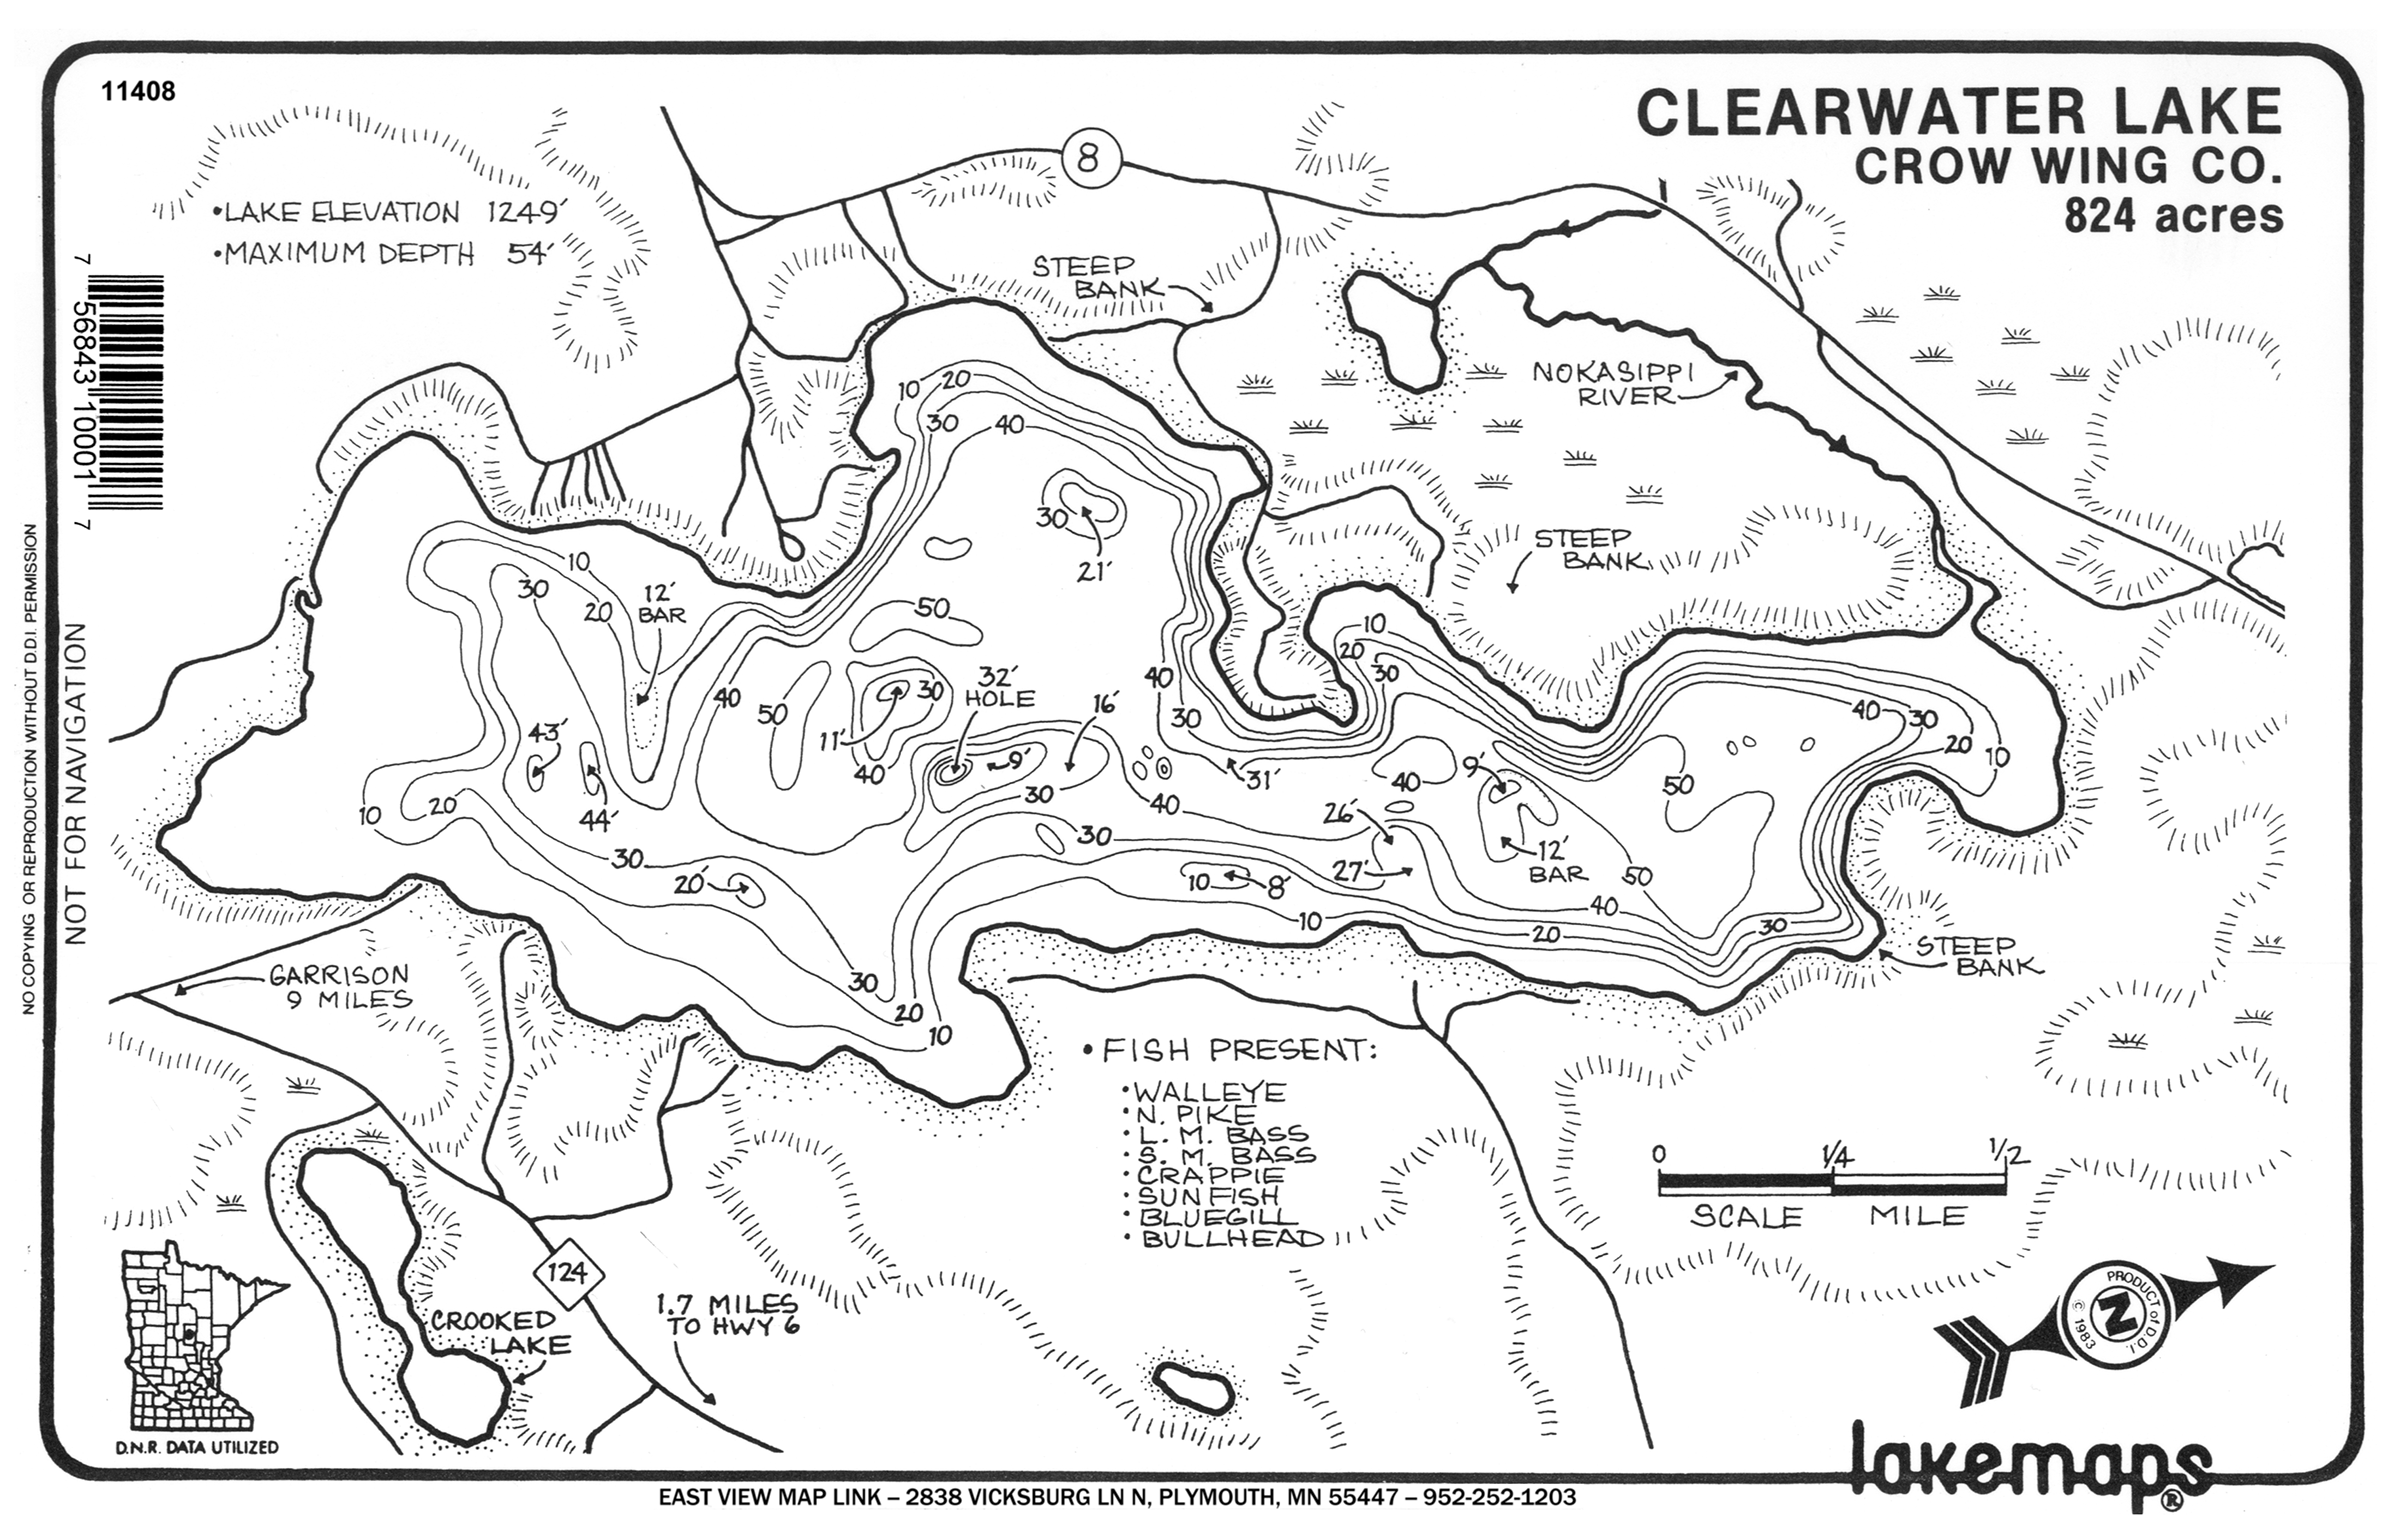 11408
CLEARWATER LAKE
CROW WING CO.
824 acres
•LAKE ELEVATION 1249'
•MAXIMUM DEPTH 54'
7 56843 10001 7
NO COPYING OR REPRODUCTION WITHOUT D.D.I. PERMISSION
NOT FOR NAVIGATION
8
STEEP
BANK
NOKASIPPI
RIVER
STEEP
BANK
10
20
30
40
30
21'
10
30
20
12'
BAR
50
10
20
30
40
50
11'
30
40
32'
HOLE
9'
16'
40
30
31'
43'
44'
10
20
30
20'
30
40
30
40
9'
26'
27'
12'
BAR
50
50
40
30
20
10
10
8'
10
20
40
30
30
20
10
STEEP
BANK
GARRISON
9 MILES
• FISH PRESENT:
•WALLEYE
•N. PIKE
•L. M. BASS
•S. M. BASS
•CRAPPIE
•SUNFISH
•BLUEGILL
•BULLHEAD
0 1/4 1/2
SCALE MILE
124
1.7 MILES
TO HWY 6
CROOKED
LAKE
PRODUCT of D.D.I.
© 1983
N
D.N.R. DATA UTILIZED
lakemaps®
EAST VIEW MAP LINK – 2838 VICKSBURG LN N, PLYMOUTH, MN 55447 – 952-252-1203